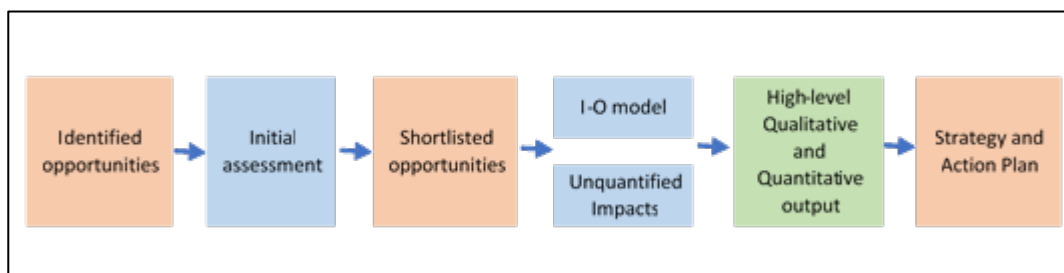 Identified
opportunities
Initial
assessment
Shortlisted
opportunities
I-O model
Unquantified
Impacts
High-level
Qualitative
and
Quantitative
output
Strategy and
Action Plan